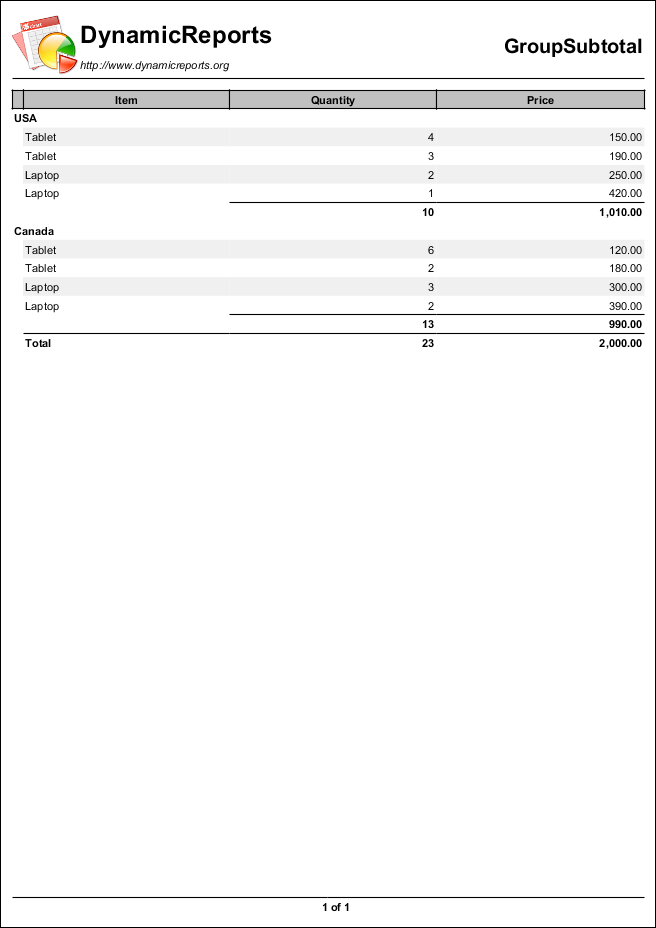 DynamicReports
http://www.dynamicreports.org
GroupSubtotal
Item Quantity Price
USA
Tablet 4 150.00
Tablet 3 190.00
Laptop 2 250.00
Laptop 1 420.00
10 1,010.00
Canada
Tablet 6 120.00
Tablet 2 180.00
Laptop 3 300.00
Laptop 2 390.00
13 990.00
Total 23 2,000.00
1 of 1